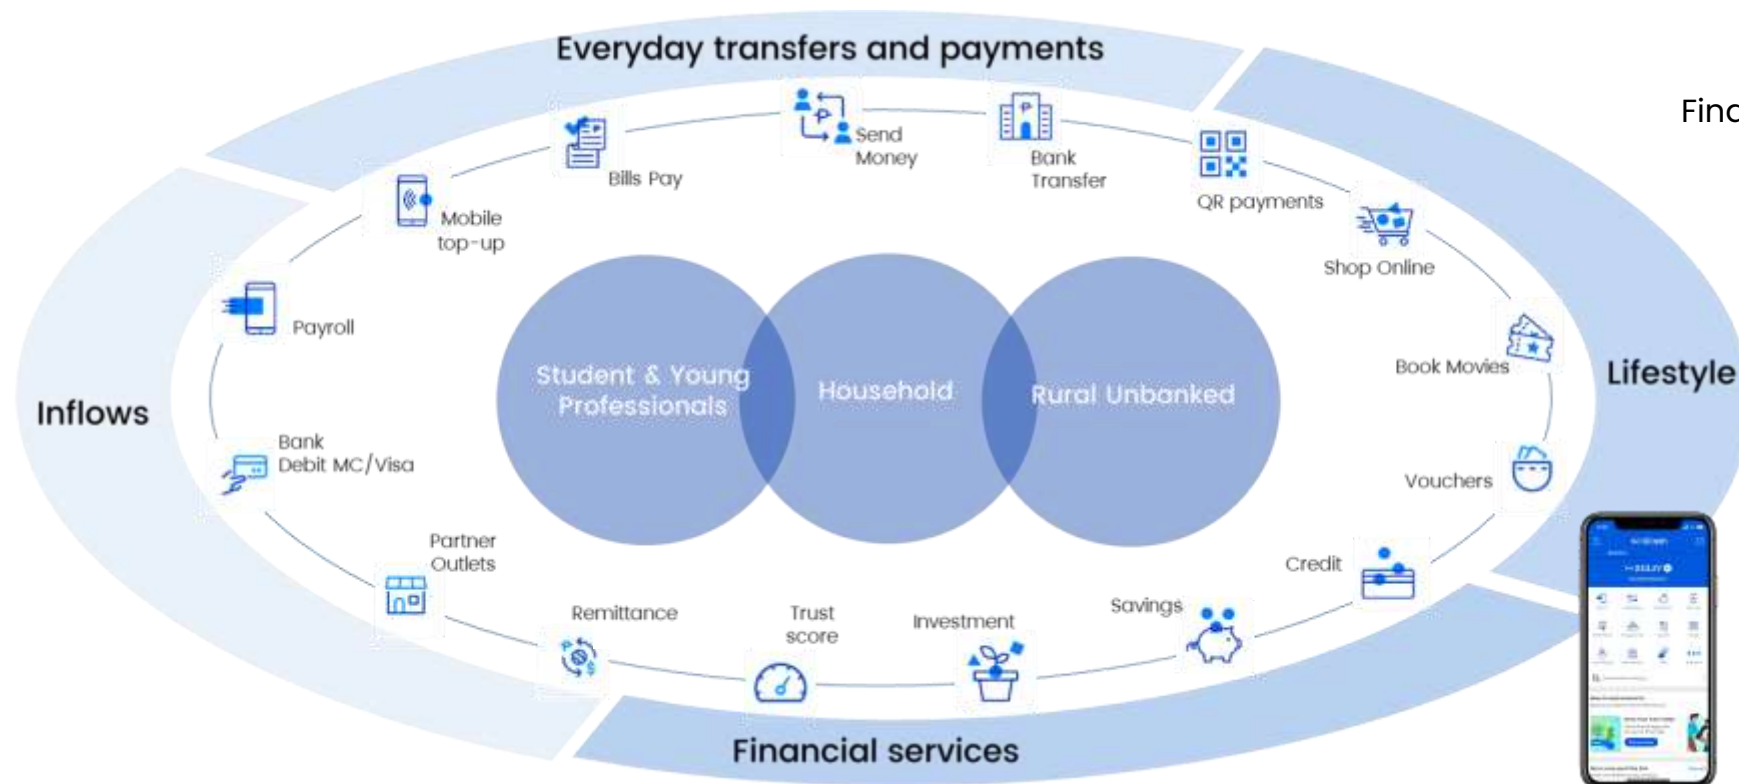 Everyday transfers and payments
Finc
Send
Money
Bank
Transfer
Bills Pay
QR payments
Mobile
top-up
Shop Online
Payroll
Book Movies
Lifestyle
Student & Young
Professionals
Household
Rural Unbanked
Inflows
Bank
Debit MC/Visa
Vouchers
Partner
Outlets
Credit
Remittance
Trust
score
Investment
Savings
Financial services